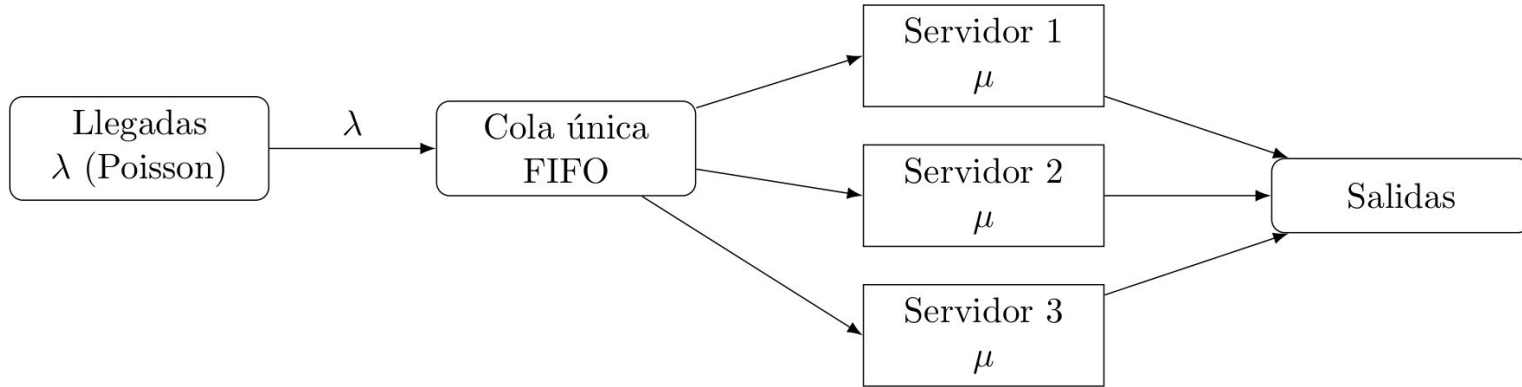 Llegadas
λ (Poisson)
λ
Cola única
FIFO
Servidor 1
μ
Servidor 2
μ
Servidor 3
μ
Salidas